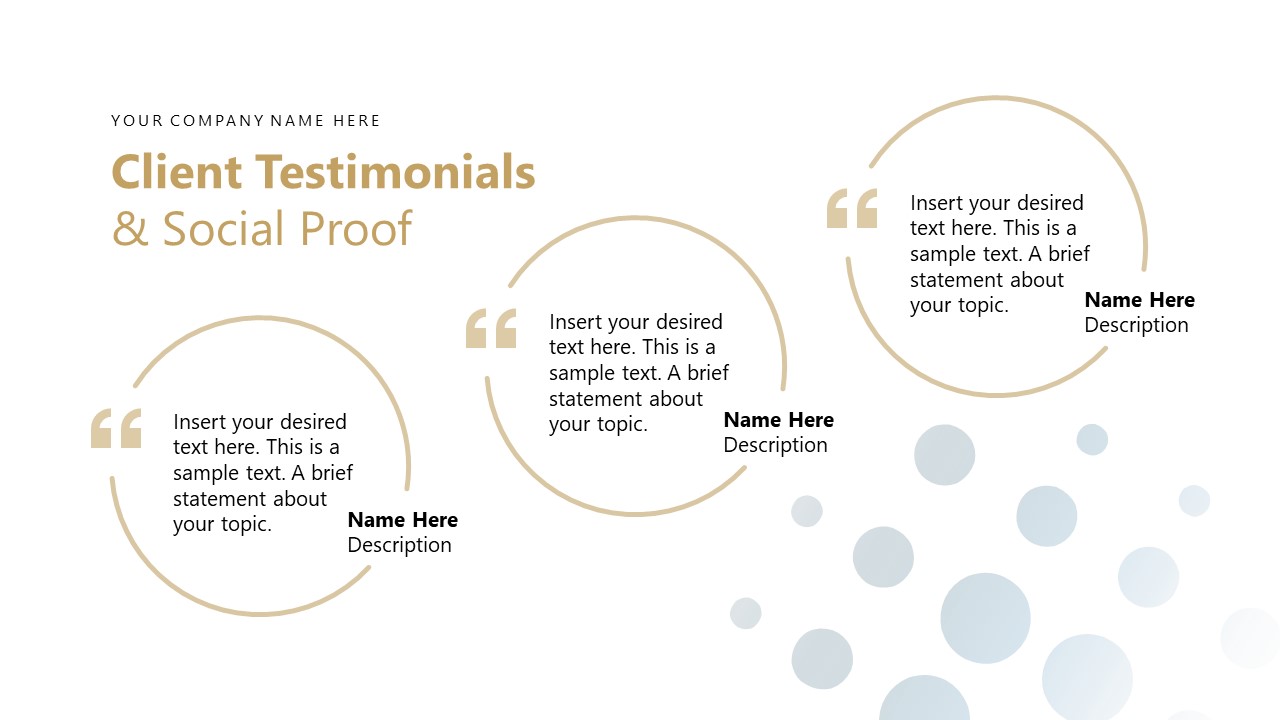 YOUR COMPANY NAME HERE
Client Testimonials
& Social Proof
Insert your desired
text here. This is a
sample text. A brief
statement about
your topic.
Name Here
Description
Insert your desired
text here. This is a
sample text. A brief
statement about
your topic.
Name Here
Description
Insert your desired
text here. This is a
sample text. A brief
statement about
your topic.
Name Here
Description